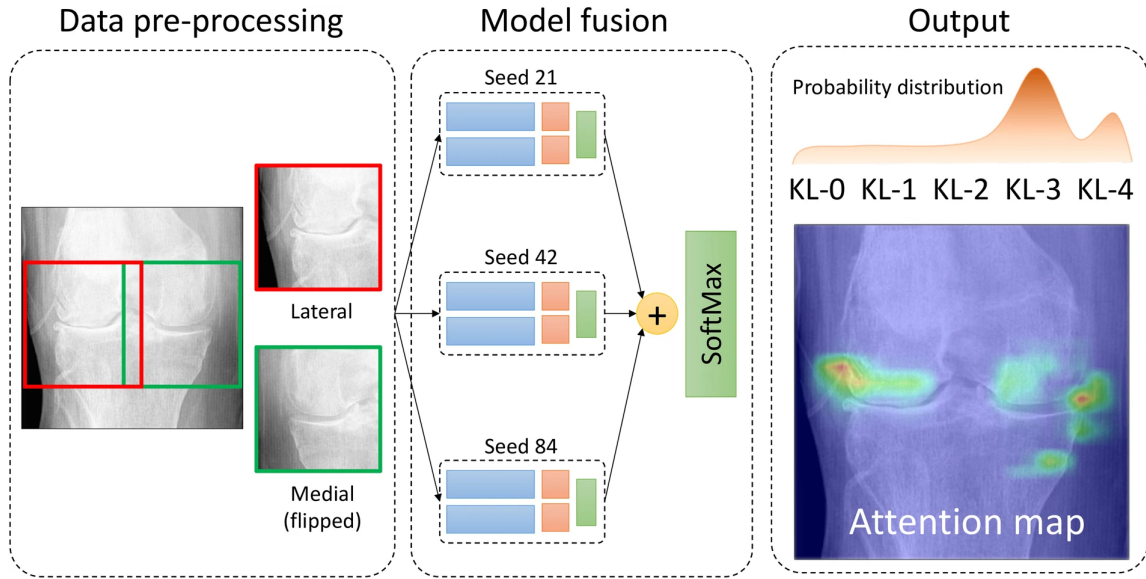 Data pre-processing
Model fusion
Output
Lateral
Medial
(flipped)
Seed 21
Seed 42
Seed 84
+
SoftMax
Probability distribution
KL-0 KL-1 KL-2 KL-3 KL-4
Attention map